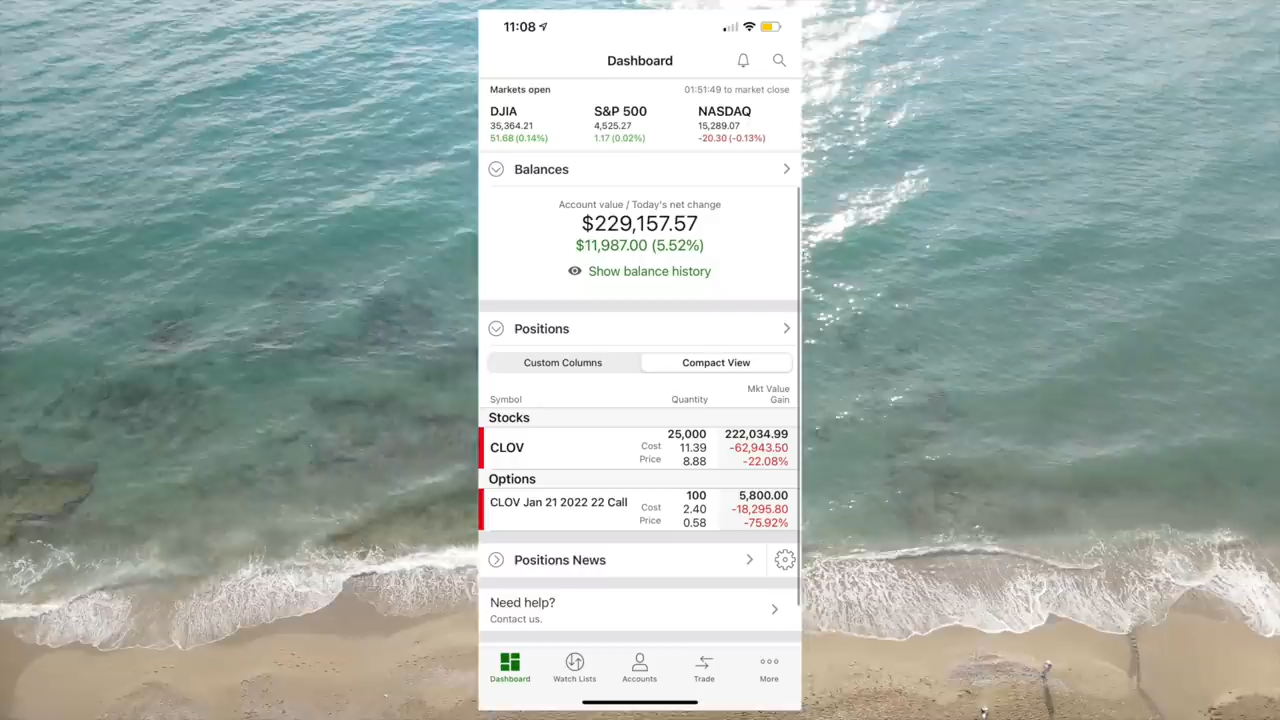 11:08
Dashboard
Markets open 01:51:49 to market close
DJIA S&P 500 NASDAQ
35,364.21 4,525.27 15,289.07
51.68 (0.14%) 1.17 (0.02%) -20.30 (-0.13%)
Balances
Account value / Today's net change
$229,157.57
$11,987.00 (5.52%)
Show balance history
Positions
Custom Columns Compact View
Mkt Value
Symbol Quantity Gain
Stocks
25,000 222,034.99
CLOV Cost 11.39 -62,943.50
Price 8.88 -22.08%
Options
100 5,800.00
CLOV Jan 21 2022 22 Call Cost 2.40 -18,295.80
Price 0.58 -75.92%
Positions News
Need help?
Contact us.
Dashboard Watch Lists Accounts Trade More